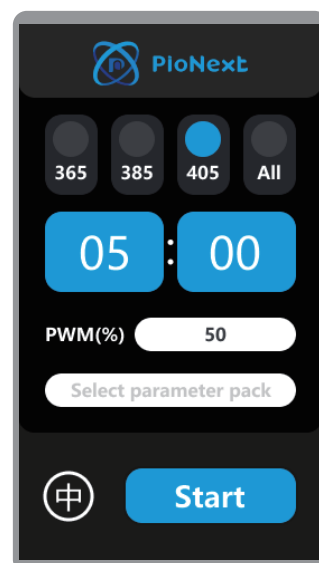 PioNext
365 385 405 All
05 : 00
PWM(%) 50
Select parameter pack
中 Start